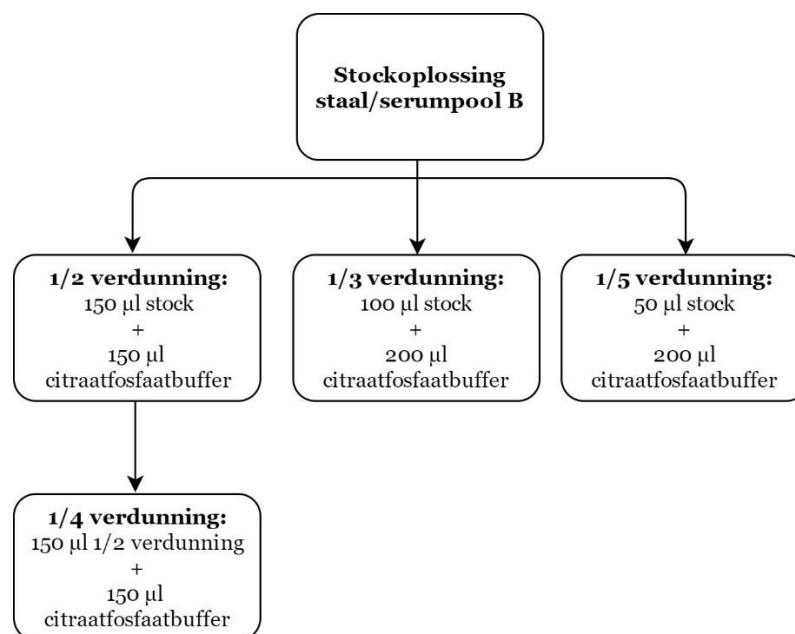 Stockoplossing
staal/serumpool B
1/2 verdunning:
150 µl stock
+
150 µl
citraatfosfaatbuffer
1/3 verdunning:
100 µl stock
+
200 µl
citraatfosfaatbuffer
1/5 verdunning:
50 µl stock
+
200 µl
citraatfosfaatbuffer
1/4 verdunning:
150 µl 1/2 verdunning
+
150 µl
citraatfosfaatbuffer